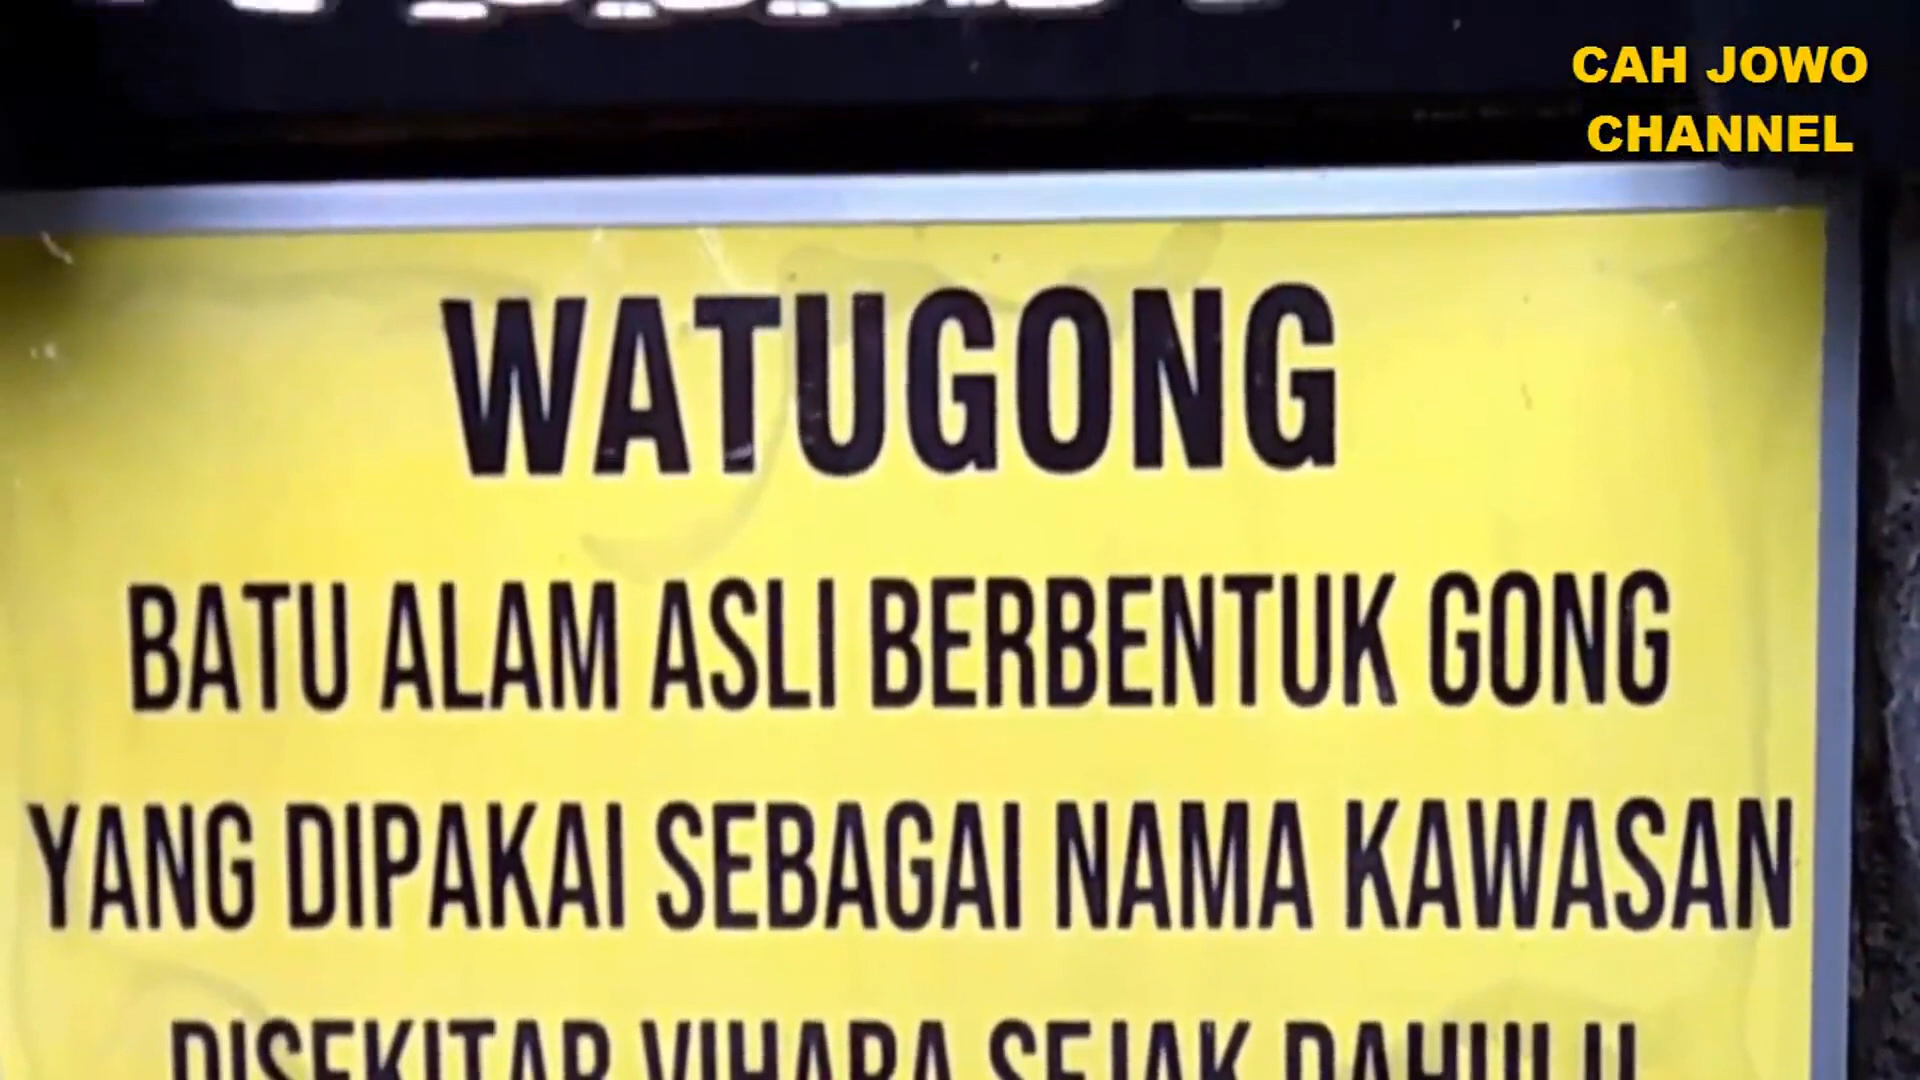 CAH JOWO
CHANNEL
WATUGONG
BATU ALAM ASLI BERBENTUK GONG
YANG DIPAKAI SEBAGAI NAMA KAWASAN
DISEKITAR VIHARA SEJAK DAHULU